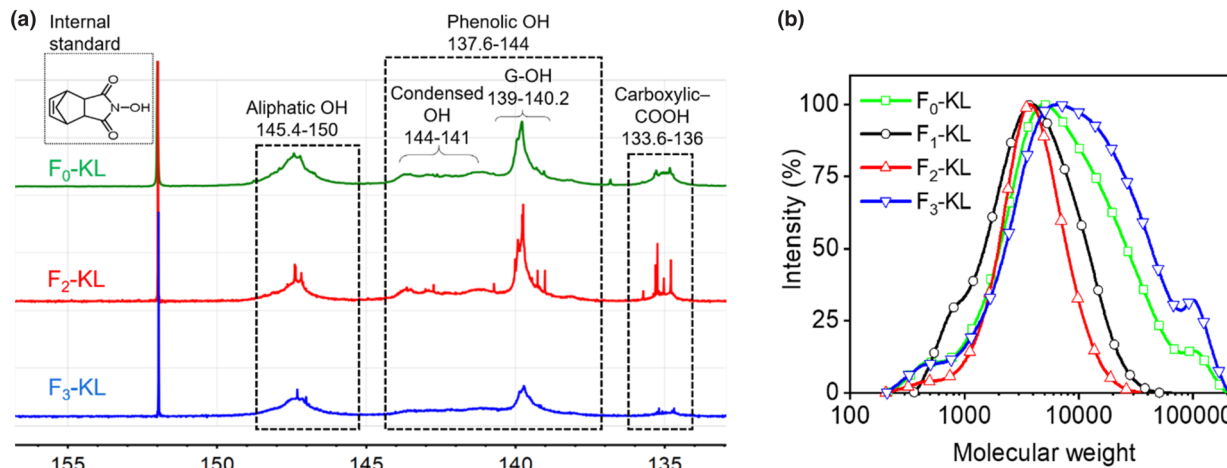 (a)
Internal
standard
O
N
OH
O
Phenolic OH
137.6-144
G-OH
139-140.2
Condensed
OH
144-141
Aliphatic OH
145.4-150
Carboxylic–
COOH
133.6-136
F₀-KL
F₂-KL
F₃-KL
155
150
145
140
135
(b)
F₀-KL
F₁-KL
F₂-KL
F₃-KL
Intensity (%)
100
75
50
25
0
100
1000
10000
100000
Molecular weight